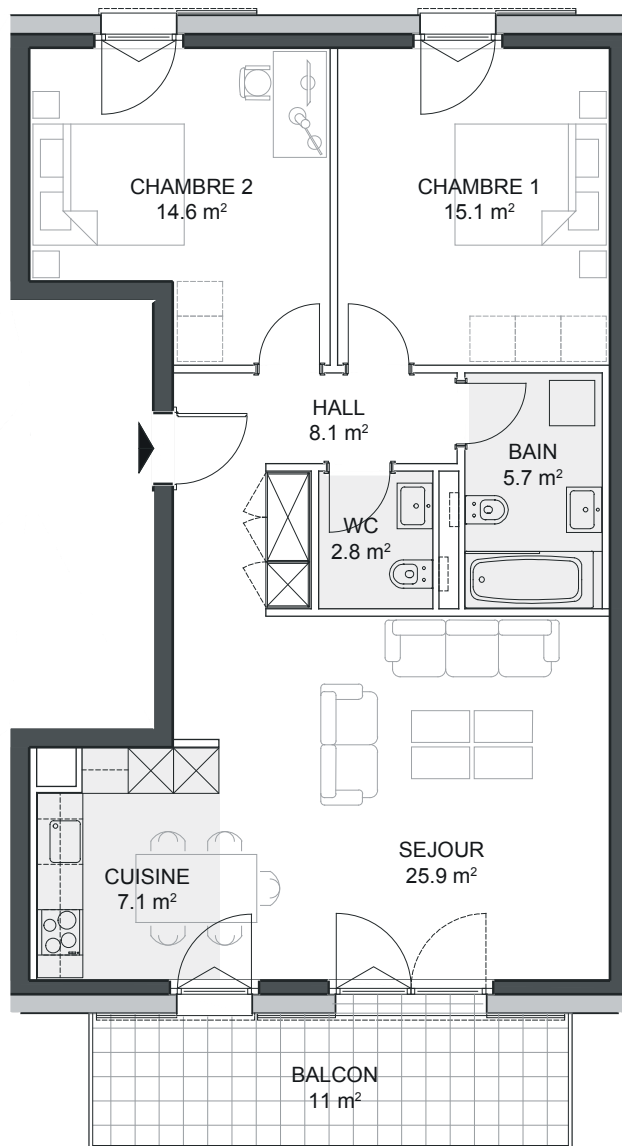 CHAMBRE 2
14.6 m²
CHAMBRE 1
15.1 m²
HALL
8.1 m²
BAIN
5.7 m²
WC
2.8 m²
SEJOUR
25.9 m²
CUISINE
7.1 m²
BALCON
11 m²